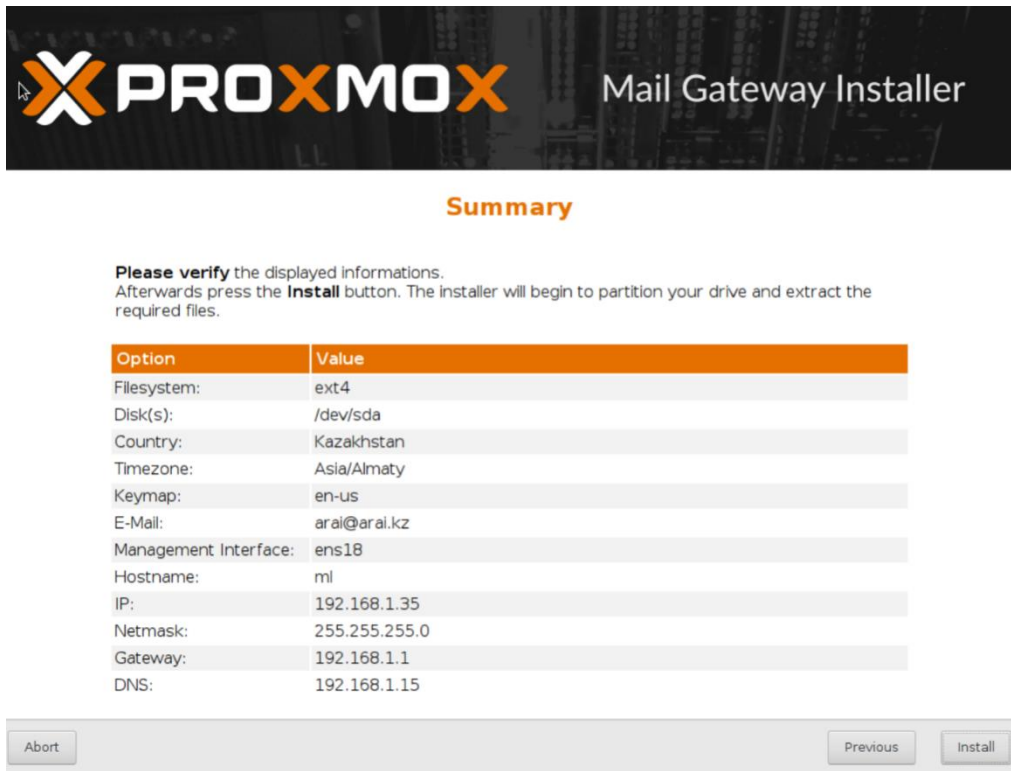 PROXMOX Mail Gateway Installer
Summary
Please verify the displayed informations.
Afterwards press the Install button. The installer will begin to partition your drive and extract the
required files.
Option Value
Filesystem: ext4
Disk(s): /dev/sda
Country: Kazakhstan
Timezone: Asia/Almaty
Keymap: en-us
E-Mail: arai@arai.kz
Management Interface: ens18
Hostname: ml
IP: 192.168.1.35
Netmask: 255.255.255.0
Gateway: 192.168.1.1
DNS: 192.168.1.15
Abort Previous Install